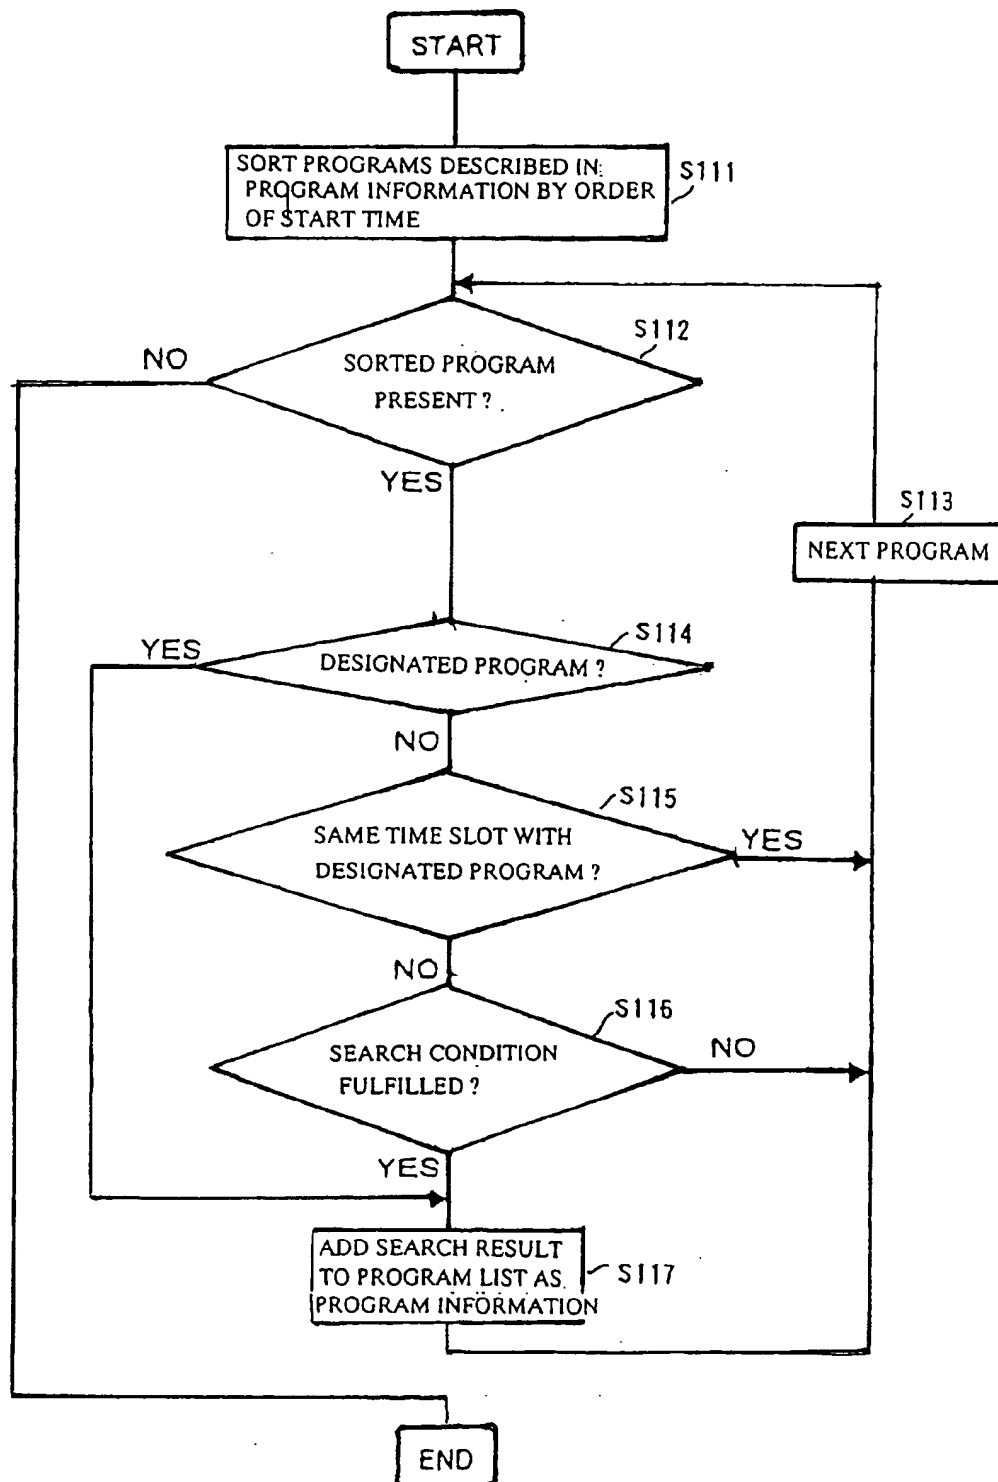 START
SORT PROGRAMS DESCRIBED IN:
PROGRAM INFORMATION BY ORDER
OF START TIME
S111
S112
NO
SORTED PROGRAM
PRESENT ?
YES
S113
NEXT PROGRAM
S114
YES
DESIGNATED PROGRAM ?
NO
S115
SAME TIME SLOT WITH
DESIGNATED PROGRAM ?
YES
NO
S116
SEARCH CONDITION
FULFILLED ?
NO
YES
ADD SEARCH RESULT
TO PROGRAM LIST AS
PROGRAM INFORMATION
S117
END